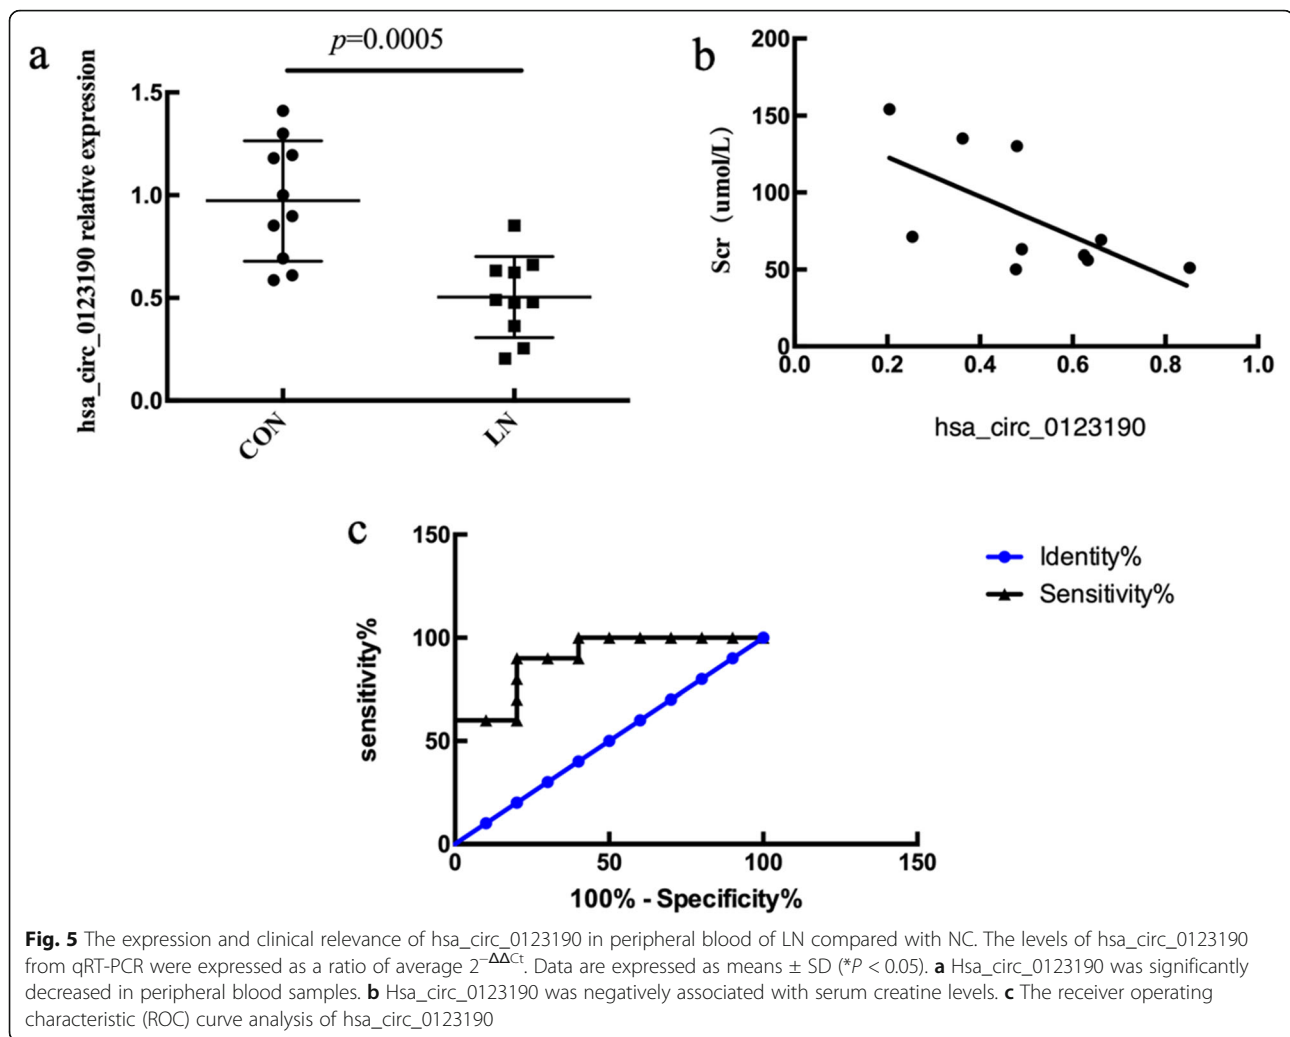 a
p=0.0005
hsa_circ_0123190 relative expression
1.5
1.0
0.5
0.0
CON
LN
b
Scr (umol/L)
200
150
100
50
0
0.0 0.2 0.4 0.6 0.8 1.0
hsa_circ_0123190
c
sensitivity%
150
100
50
0
0 50 100 150
100% - Specificity%
Identity%
Sensitivity%
Fig. 5 The expression and clinical relevance of hsa_circ_0123190 in peripheral blood of LN compared with NC. The levels of hsa_circ_0123190
from qRT-PCR were expressed as a ratio of average 2^−ΔΔCt. Data are expressed as means ± SD (*P < 0.05). a Hsa_circ_0123190 was significantly
decreased in peripheral blood samples. b Hsa_circ_0123190 was negatively associated with serum creatine levels. c The receiver operating
characteristic (ROC) curve analysis of hsa_circ_0123190